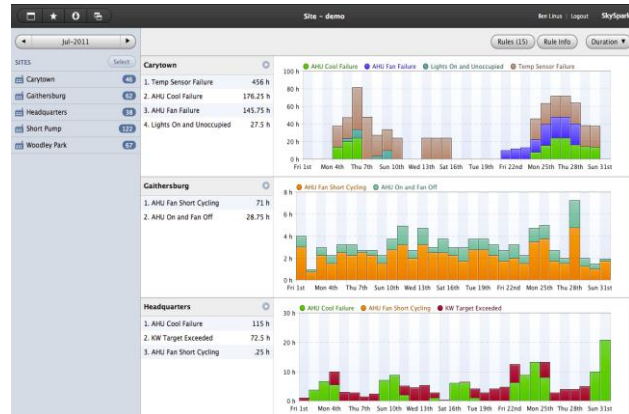 Site – demo
Ben Linus
Logout
SkySpark
Jul-2011
Rules (15)
Rule Info
Duration
SITES
Select
Carytown 46
Gaithersburg 62
Headquarters 38
Short Pump 122
Woodley Park 67
Carytown
1. Temp Sensor Failure 456 h
2. AHU Cool Failure 176.25 h
3. AHU Fan Failure 145.75 h
4. Lights On and Unoccupied 27.5 h
AHU Cool Failure AHU Fan Failure Lights On and Unoccupied Temp Sensor Failure
100 h
80 h
60 h
40 h
20 h
0 h
Fri 1st Mon 4th Thu 7th Sun 10th Wed 13th Sat 16th Tue 19th Fri 22nd Mon 25th Thu 28th Sun 31st
Gaithersburg
1. AHU Fan Short Cycling 71 h
2. AHU On and Fan Off 28.75 h
AHU Fan Short Cycling AHU On and Fan Off
8 h
6 h
4 h
2 h
0 h
Fri 1st Mon 4th Thu 7th Sun 10th Wed 13th Sat 16th Tue 19th Fri 22nd Mon 25th Thu 28th Sun 31st
Headquarters
1. AHU Cool Failure 115 h
2. KW Target Exceeded 72.5 h
3. AHU Fan Short Cycling .25 h
AHU Cool Failure AHU Fan Short Cycling KW Target Exceeded
30 h
20 h
10 h
0 h
Fri 1st Mon 4th Thu 7th Sun 10th Wed 13th Sat 16th Tue 19th Fri 22nd Mon 25th Thu 28th Sun 31st